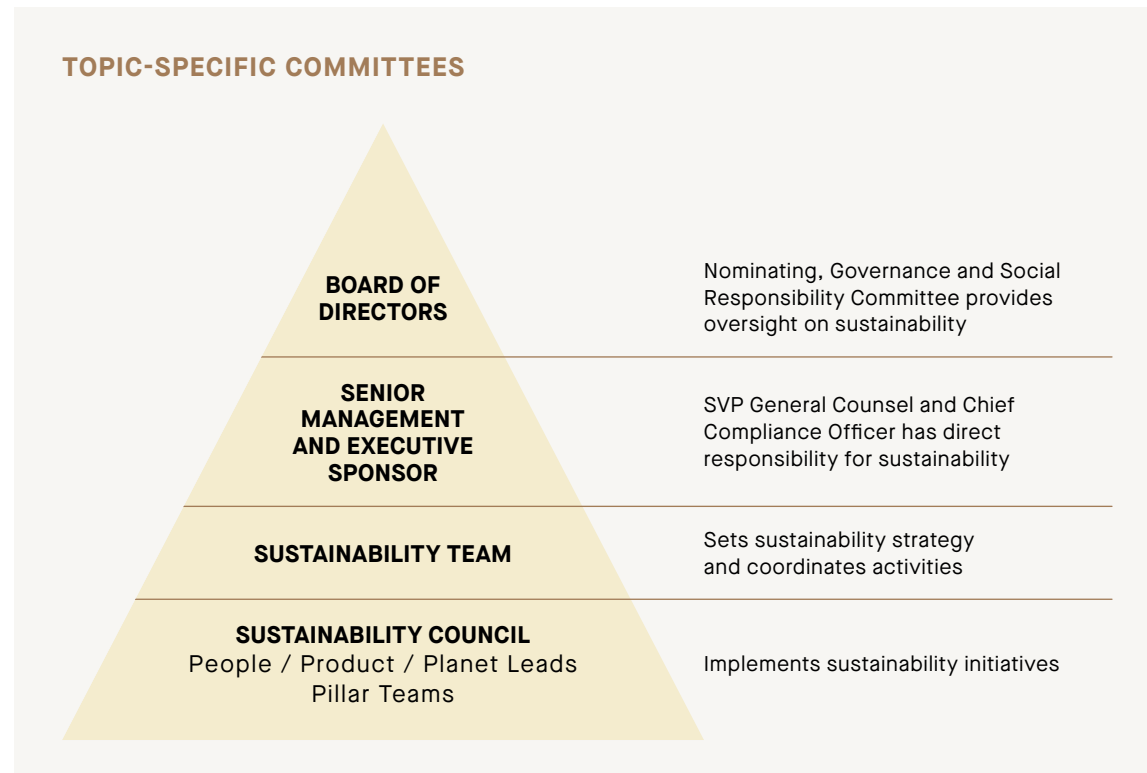 TOPIC-SPECIFIC COMMITTEES
BOARD OF
DIRECTORS
Nominating, Governance and Social
Responsibility Committee provides
oversight on sustainability
SENIOR
MANAGEMENT
AND EXECUTIVE
SPONSOR
SVP General Counsel and Chief
Compliance Officer has direct
responsibility for sustainability
SUSTAINABILITY TEAM
Sets sustainability strategy
and coordinates activities
SUSTAINABILITY COUNCIL
People / Product / Planet Leads
Pillar Teams
Implements sustainability initiatives